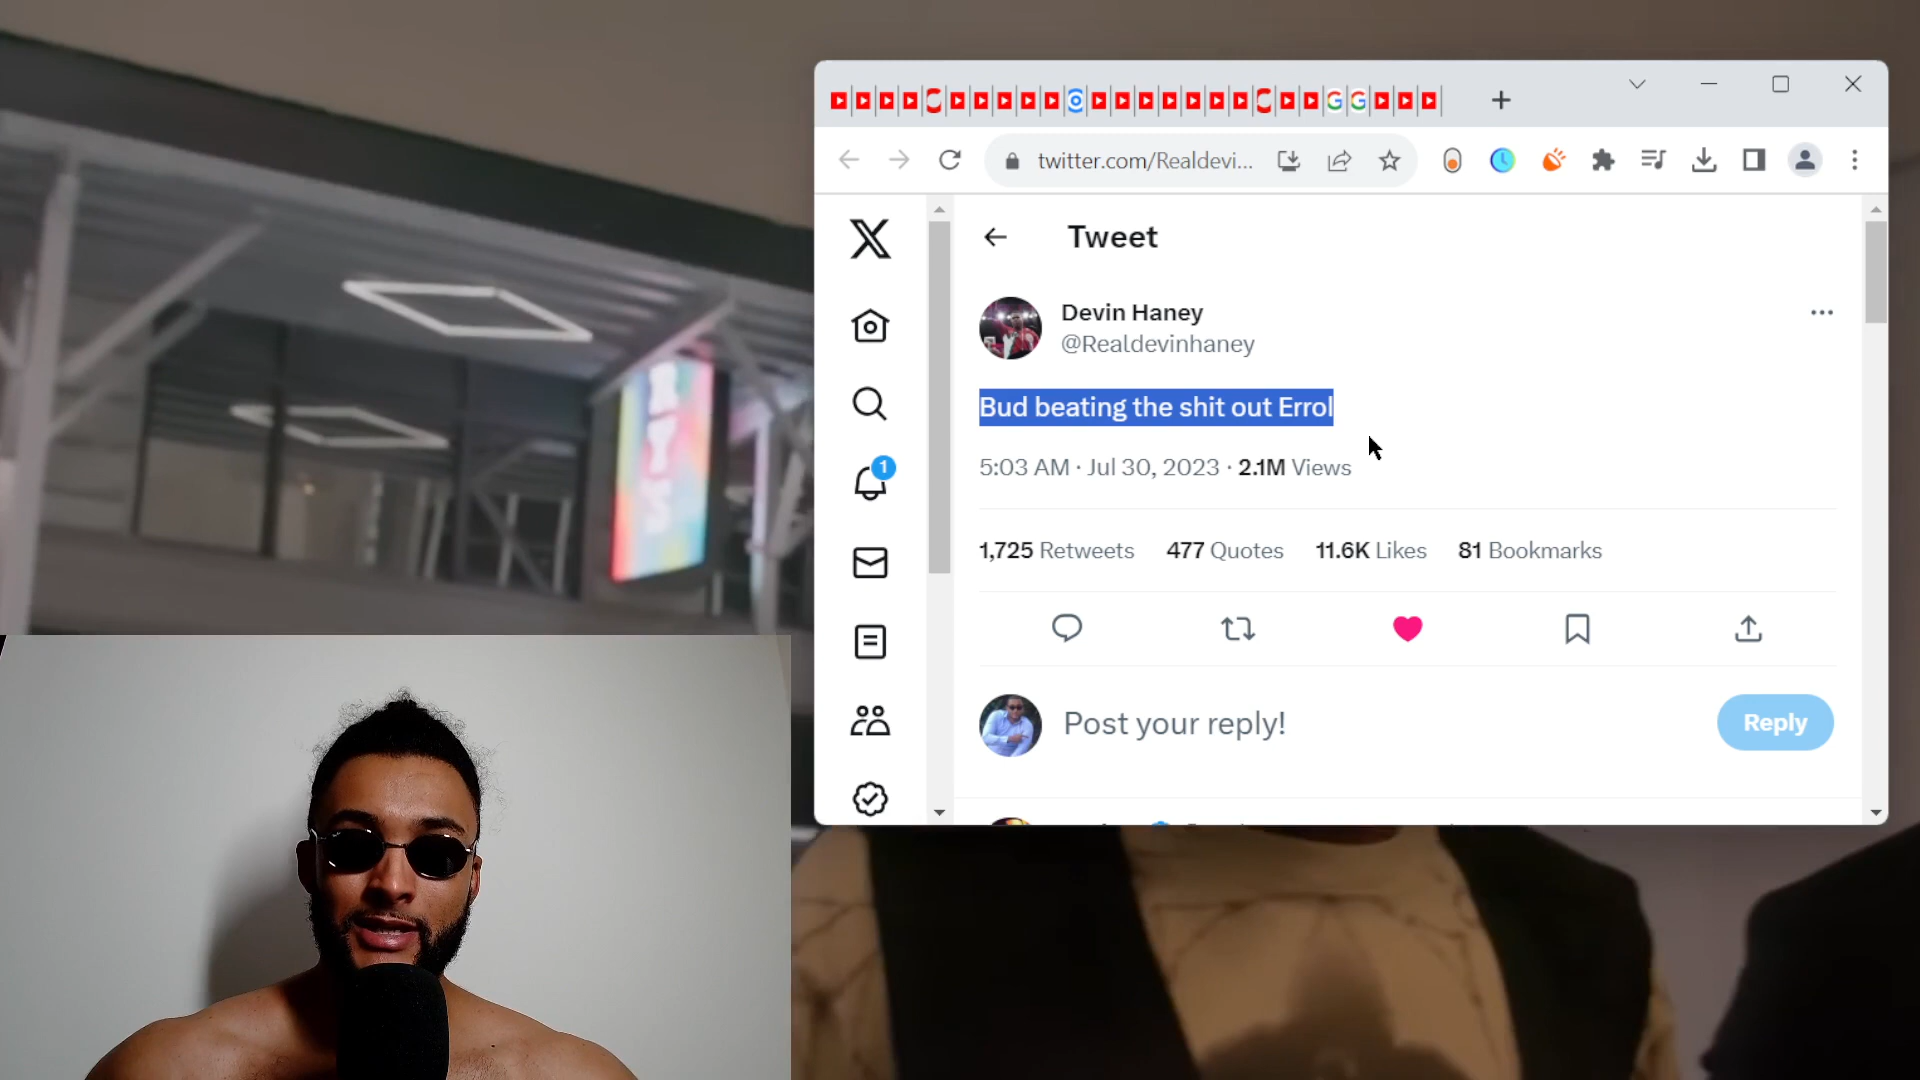 twitter.com/Realdevi...
Tweet
Devin Haney
@Realdevinhaney
Bud beating the shit out Errol
1
5:03 AM · Jul 30, 2023 · 2.1M Views
1,725 Retweets 477 Quotes 11.6K Likes 81 Bookmarks
Post your reply!
Reply